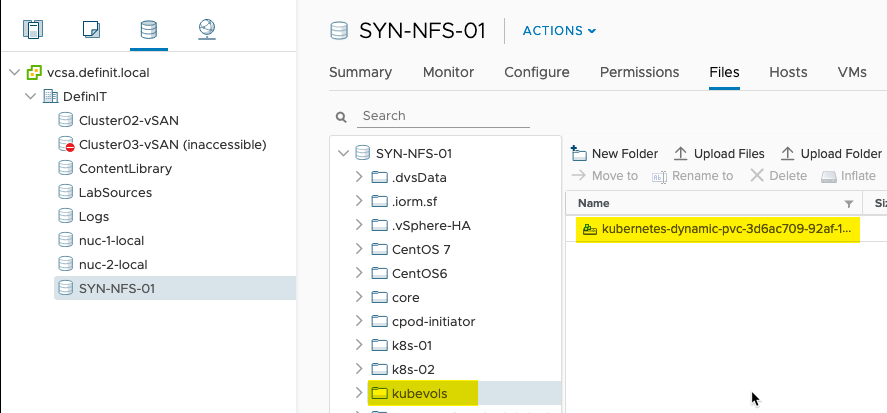 SYN-NFS-01
ACTIONS
Summary Monitor Configure Permissions Files Hosts VMs
vcsa.definit.local
DefinIT
Cluster02-vSAN
Cluster03-vSAN (inaccessible)
ContentLibrary
LabSources
Logs
nuc-1-local
nuc-2-local
SYN-NFS-01
Search
SYN-NFS-01
.dvsData
.iorm.sf
.vSphere-HA
CentOS 7
CentOS6
core
cpod-initiator
k8s-01
k8s-02
kubevols
New Folder Upload Files Upload Folder
Move to Rename to Delete Inflate
Name
kubernetes-dynamic-pvc-3d6ac709-92af-1...